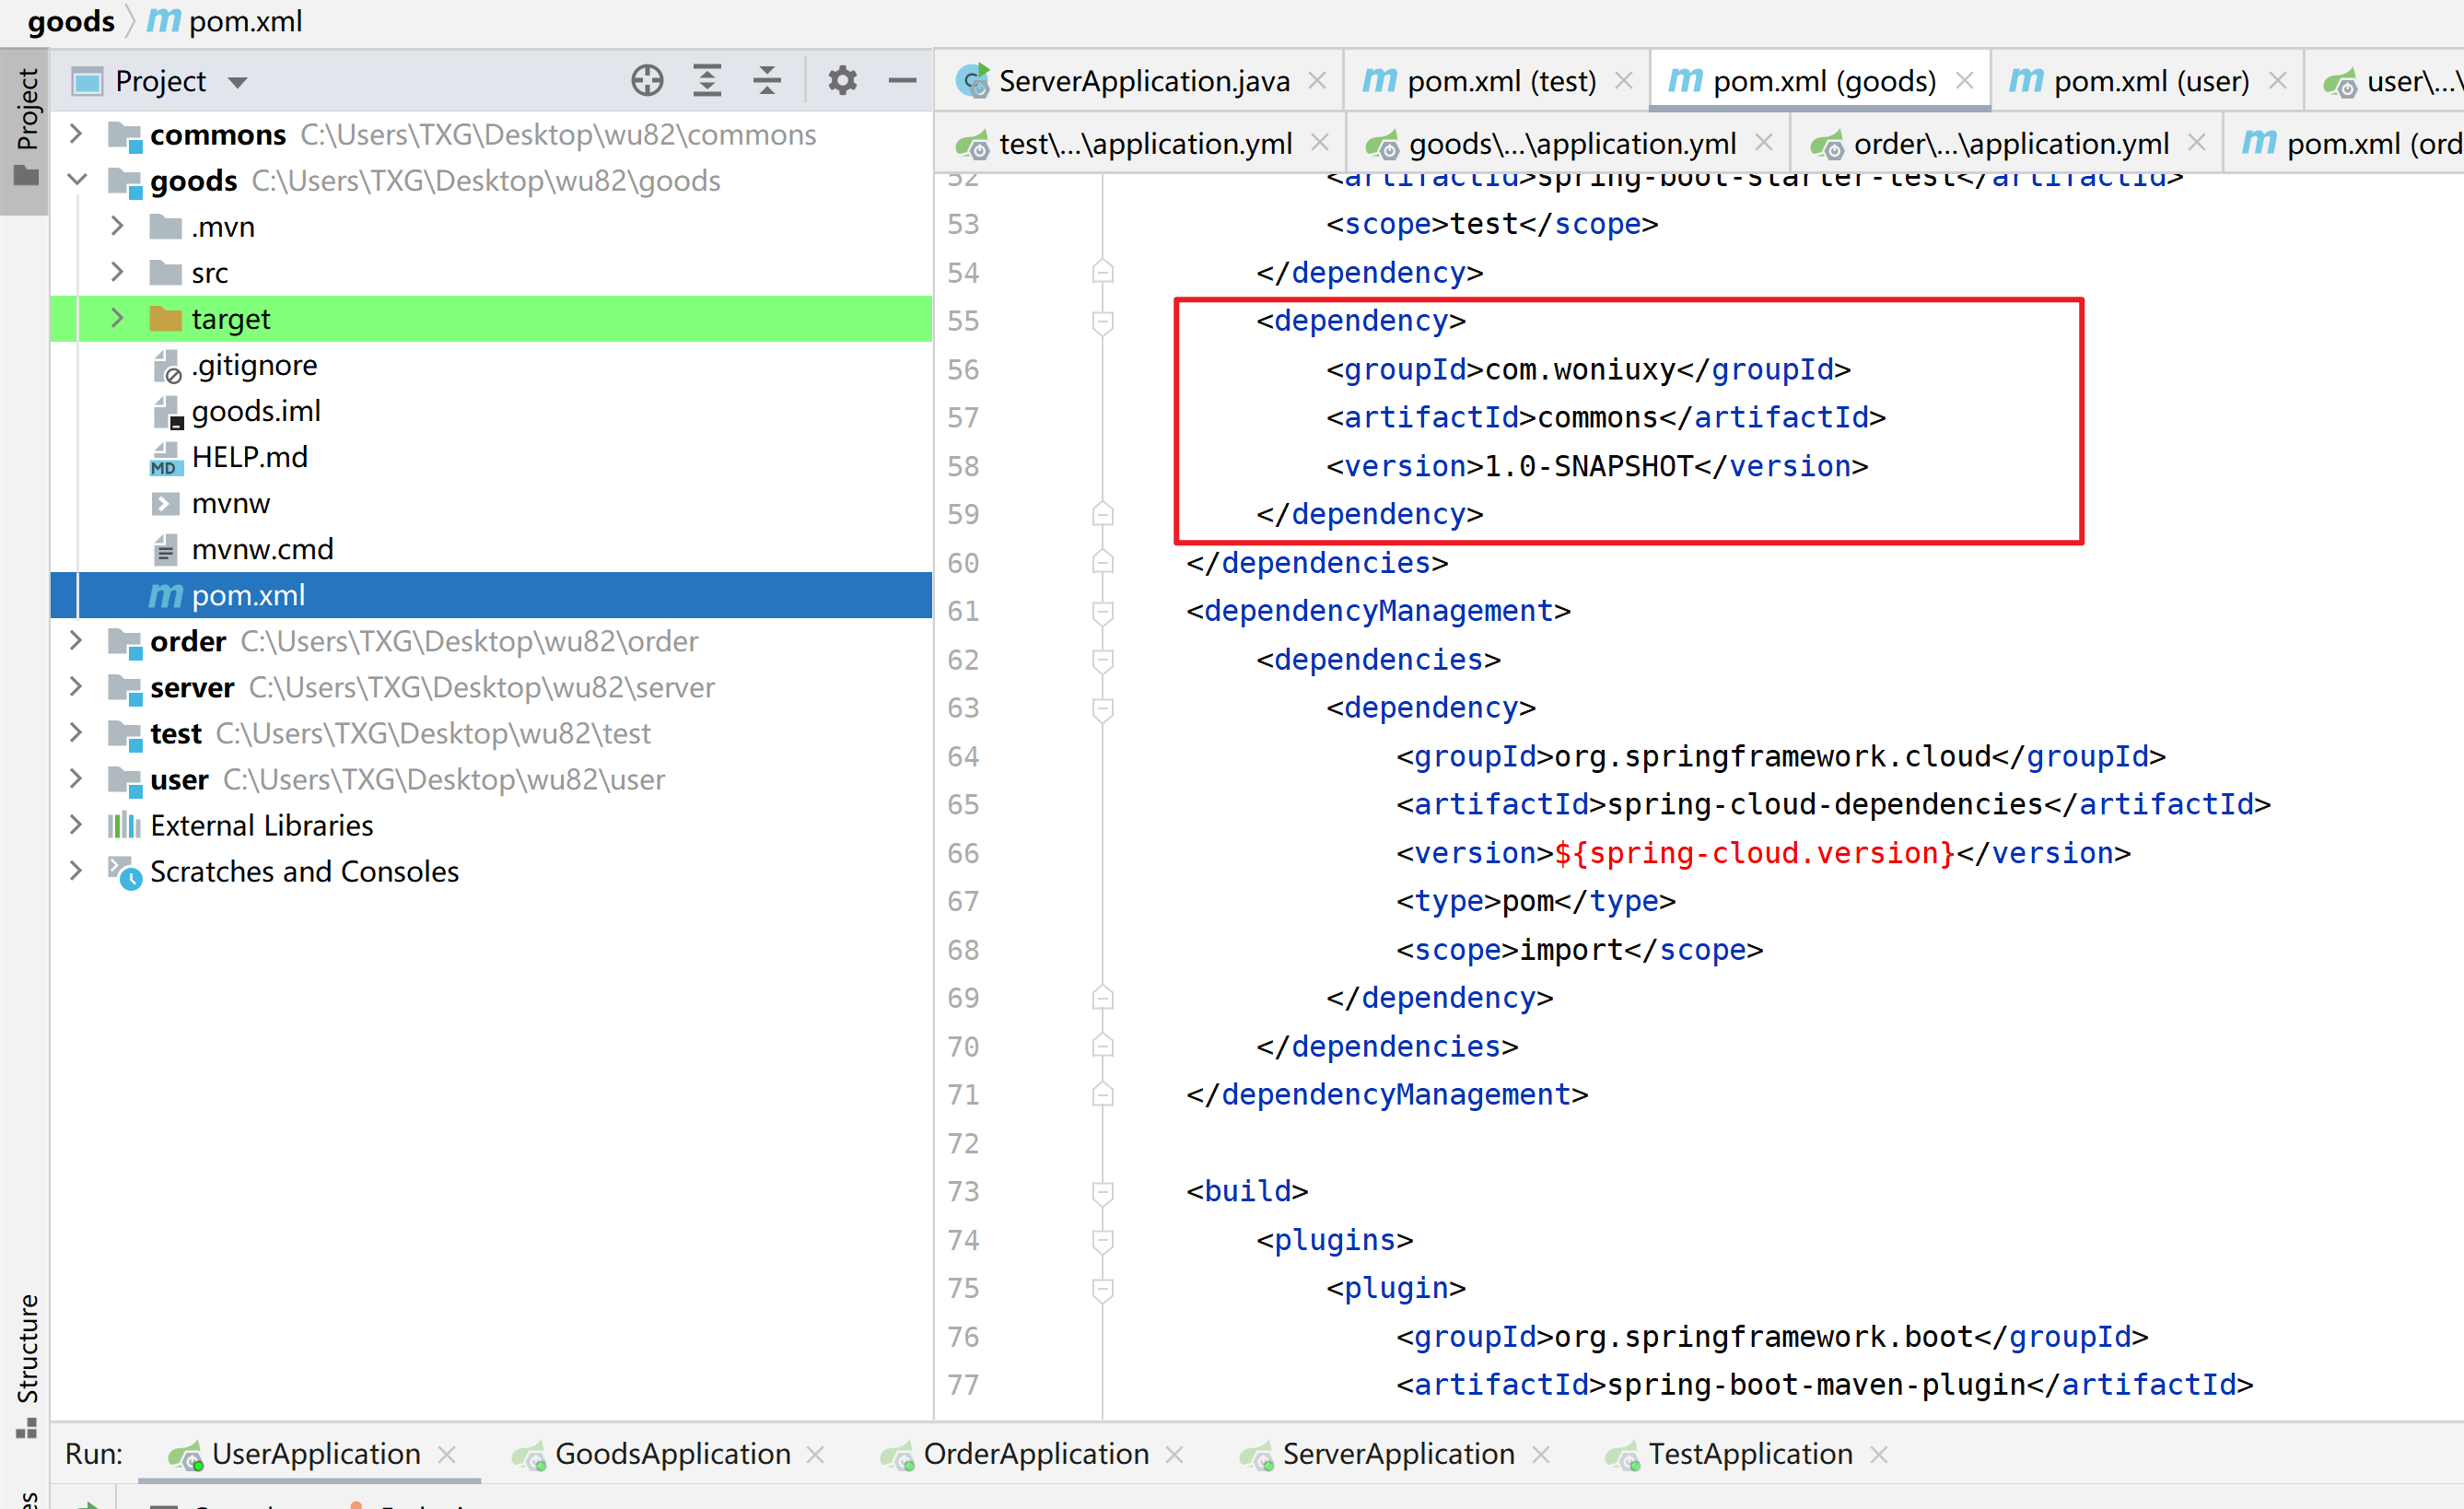 goods pom.xml
Project
Project
commons C:\Users\TXG\Desktop\wu82\commons
goods C:\Users\TXG\Desktop\wu82\goods
.mvn
src
target
.gitignore
goods.iml
HELP.md
mvnw
mvnw.cmd
pom.xml
order C:\Users\TXG\Desktop\wu82\order
server C:\Users\TXG\Desktop\wu82\server
test C:\Users\TXG\Desktop\wu82\test
user C:\Users\TXG\Desktop\wu82\user
External Libraries
Scratches and Consoles
Structure
ServerApplication.java pom.xml (test) pom.xml (goods) pom.xml (user) user\...\
test\...\application.yml goods\...\application.yml order\...\application.yml pom.xml (ord
52 <artifactId>spring-boot-starter-test</artifactId>
53 <scope>test</scope>
54 </dependency>
55 <dependency>
56 <groupId>com.woniuxy</groupId>
57 <artifactId>commons</artifactId>
58 <version>1.0-SNAPSHOT</version>
59 </dependency>
60 </dependencies>
61 <dependencyManagement>
62 <dependencies>
63 <dependency>
64 <groupId>org.springframework.cloud</groupId>
65 <artifactId>spring-cloud-dependencies</artifactId>
66 <version>${spring-cloud.version}</version>
67 <type>pom</type>
68 <scope>import</scope>
69 </dependency>
70 </dependencies>
71 </dependencyManagement>
72
73 <build>
74 <plugins>
75 <plugin>
76 <groupId>org.springframework.boot</groupId>
77 <artifactId>spring-boot-maven-plugin</artifactId>
Run: UserApplication GoodsApplication OrderApplication ServerApplication TestApplication